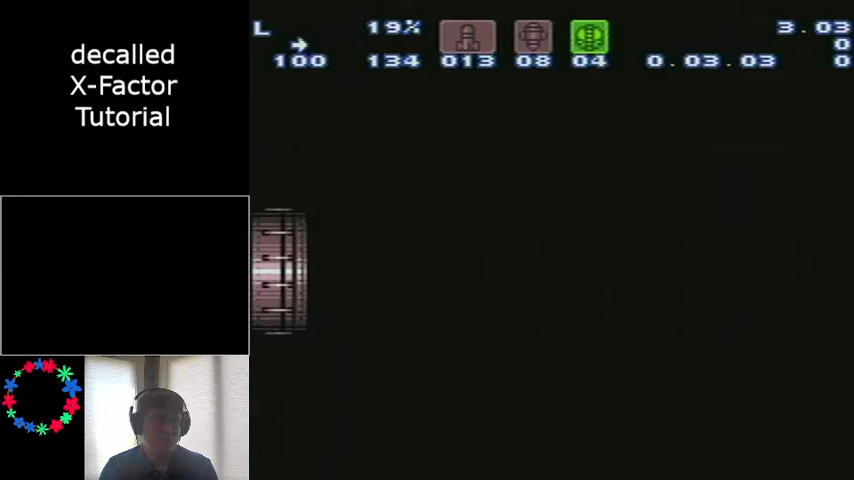 decalled
X-Factor
Tutorial
L 19% 3.03
0
100 134 013 08 04 0.03.03 0